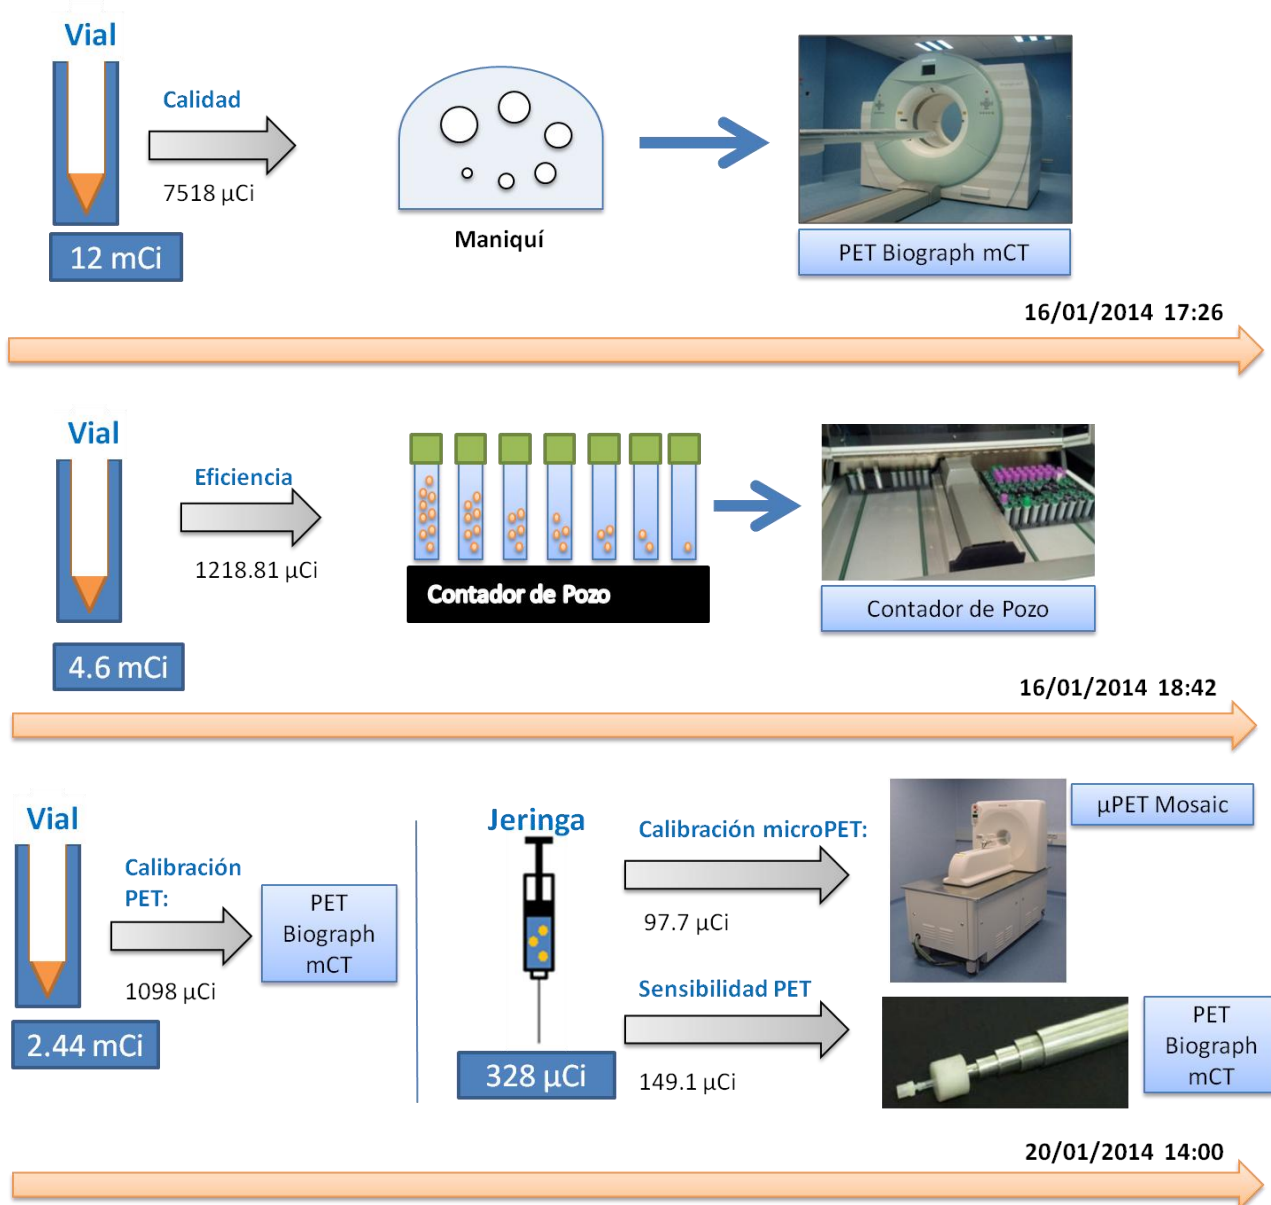 Vial
Calidad
7518 µCi
12 mCi
Maniquí
PET Biograph mCT
16/01/2014 17:26
Vial
Eficiencia
1218.81 µCi
4.6 mCi
Contador de Pozo
Contador de Pozo
16/01/2014 18:42
Vial
Calibración
PET:
1098 µCi
2.44 mCi
PET
Biograph
mCT
Jeringa
328 µCi
Calibración microPET:
97.7 µCi
µPET Mosaic
Sensibilidad PET
149.1 µCi
PET
Biograph
mCT
20/01/2014 14:00